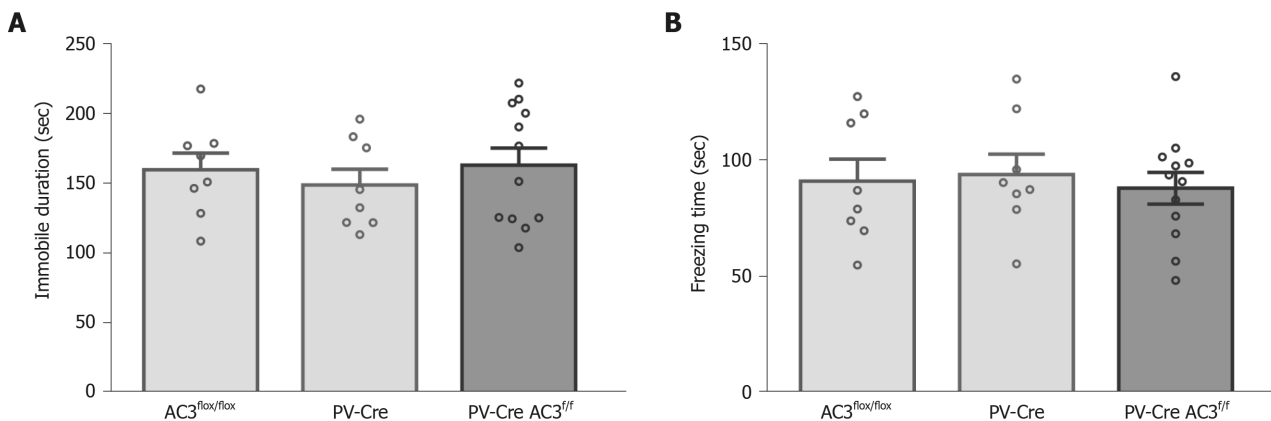 A
Immobile duration (sec)
250
200
150
100
50
0
AC3flox/flox PV-Cre PV-Cre AC3f/f
B
Freezing time (sec)
150
100
50
0
AC3flox/flox PV-Cre PV-Cre AC3f/f